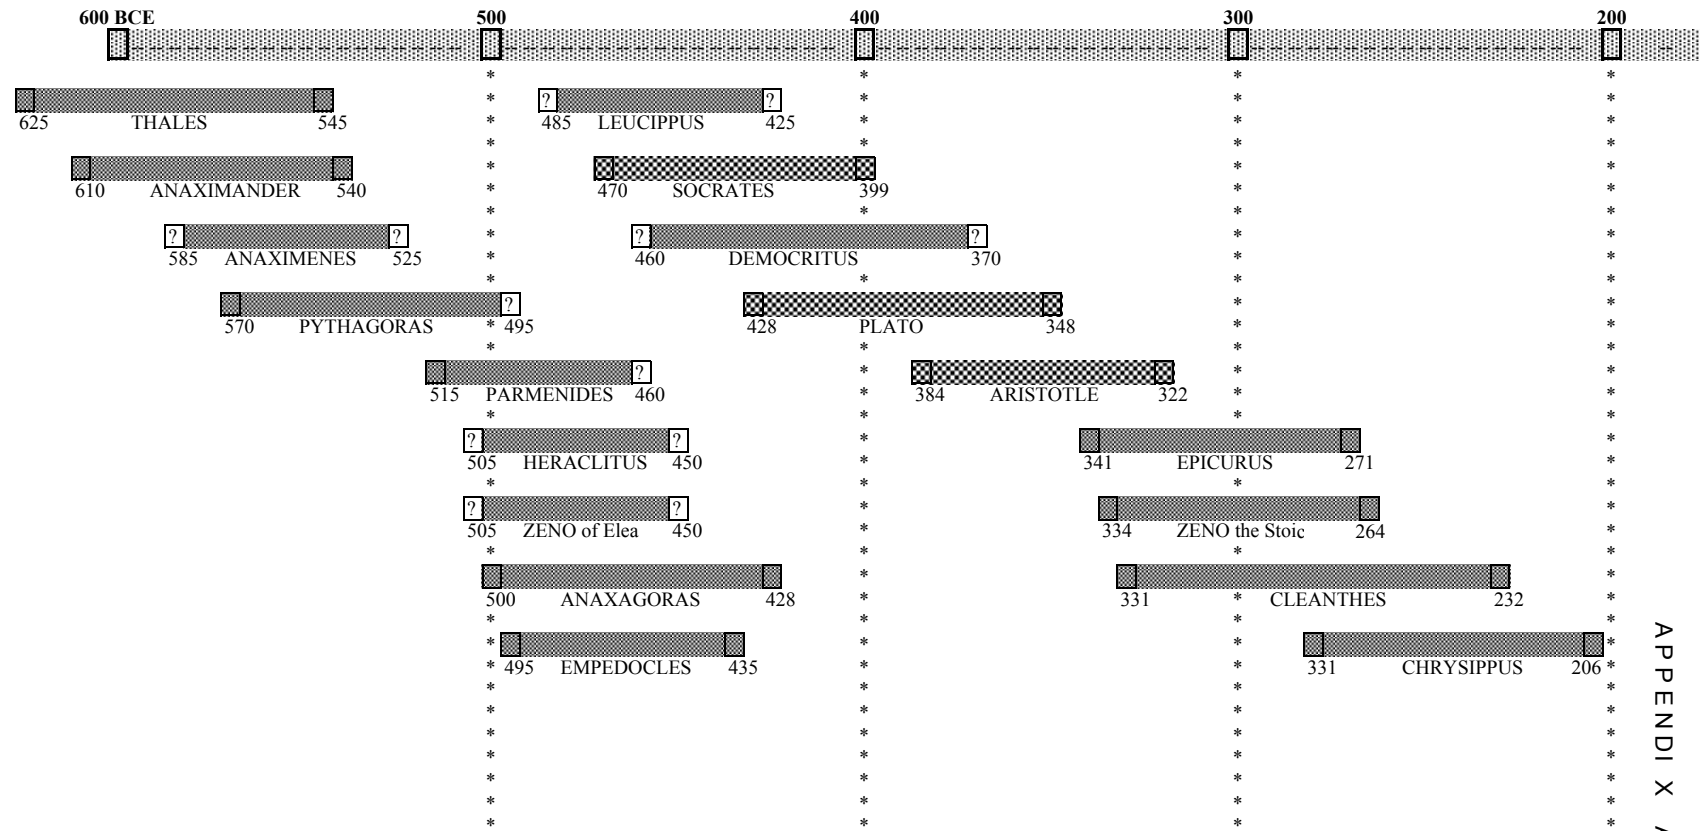 600 BCE 500 400 300 200
? ? ?
625 THALES 545 485 LEUCIPPUS 425
610 ANAXIMANDER 540 470 SOCRATES 399
? ? ? ?
585 ANAXIMENES 525 460 DEMOCRITUS 370
?
570 PYTHAGORAS 495 428 PLATO 348
?
515 PARMENIDES 460 384 ARISTOTLE 322
? ?
505 HERACLITUS 450 341 EPICURUS 271
? ?
505 ZENO of Elea 450 334 ZENO the Stoic 264
500 ANAXAGORAS 428 331 CLEANTHES 232
495 EMPEDOCLES 435 331 CHRYSIPPUS 206
APPENDI X